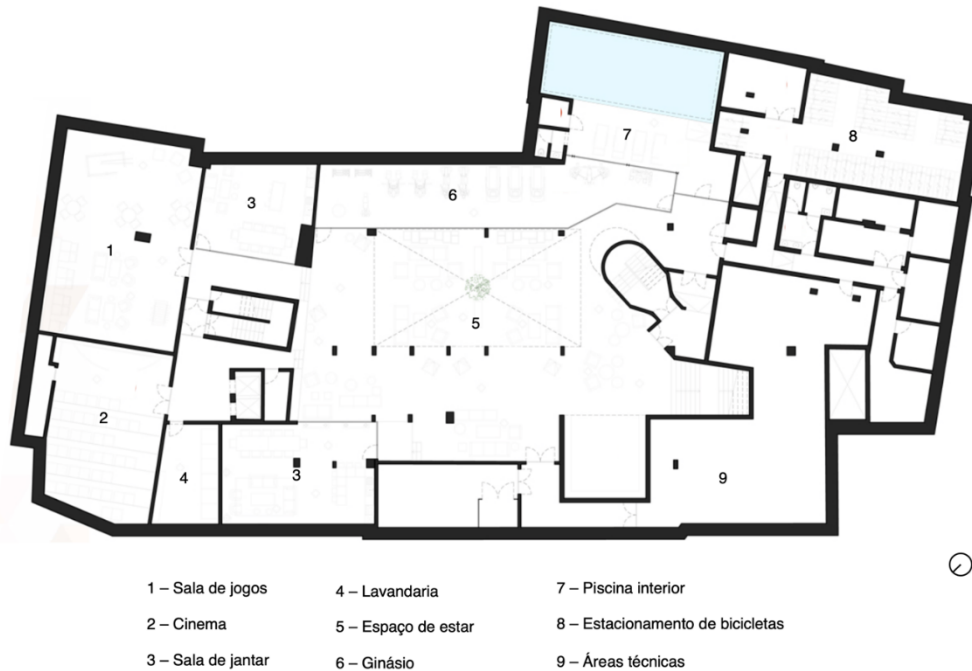 7
8
3
6
1
5
2
4
3
9
1 – Sala de jogos
2 – Cinema
3 – Sala de jantar
4 – Lavandaria
5 – Espaço de estar
6 – Ginásio
7 – Piscina interior
8 – Estacionamento de bicicletas
9 – Áreas técnicas